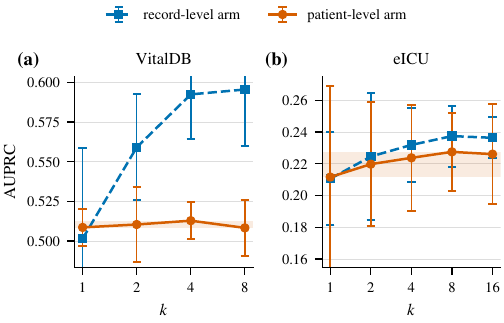 record-level arm patient-level arm
(a) VitalDB
(b) eICU
AUPRC
0.600
0.575
0.550
0.525
0.500
1 2 4 8
k
0.26
0.24
0.22
0.20
0.18
0.16
1 2 4 8 16
k